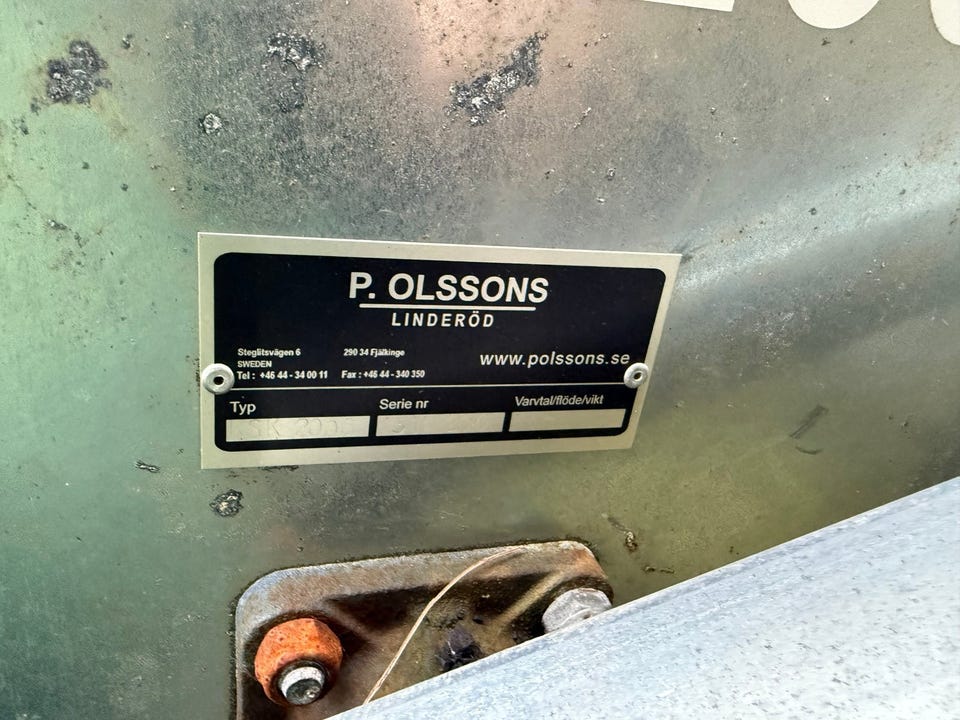 P. OLSSONS
LINDERÖD
Steglitsvägen 6 290 34 Fjälkinge
SWEDEN
www.polssons.se
Tel : +46 44 - 34 00 11 Fax : +46 44 - 340 350
Typ Serie nr Varvtal/flöde/vikt